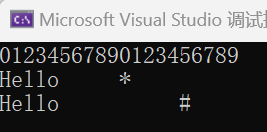 Microsoft Visual Studio 调试
01234567890123456789
Hello     *
Hello          #